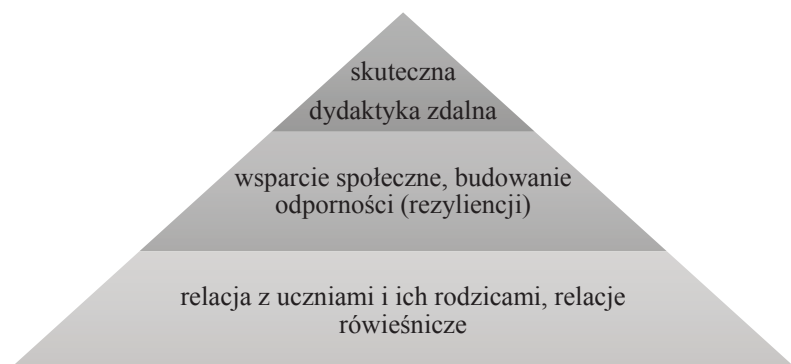 skuteczna
dydaktyka zdalna
wsparcie społeczne, budowanie
odporności (rezyliencji)
relacja z uczniami i ich rodzicami, relacje
rówieśnicze